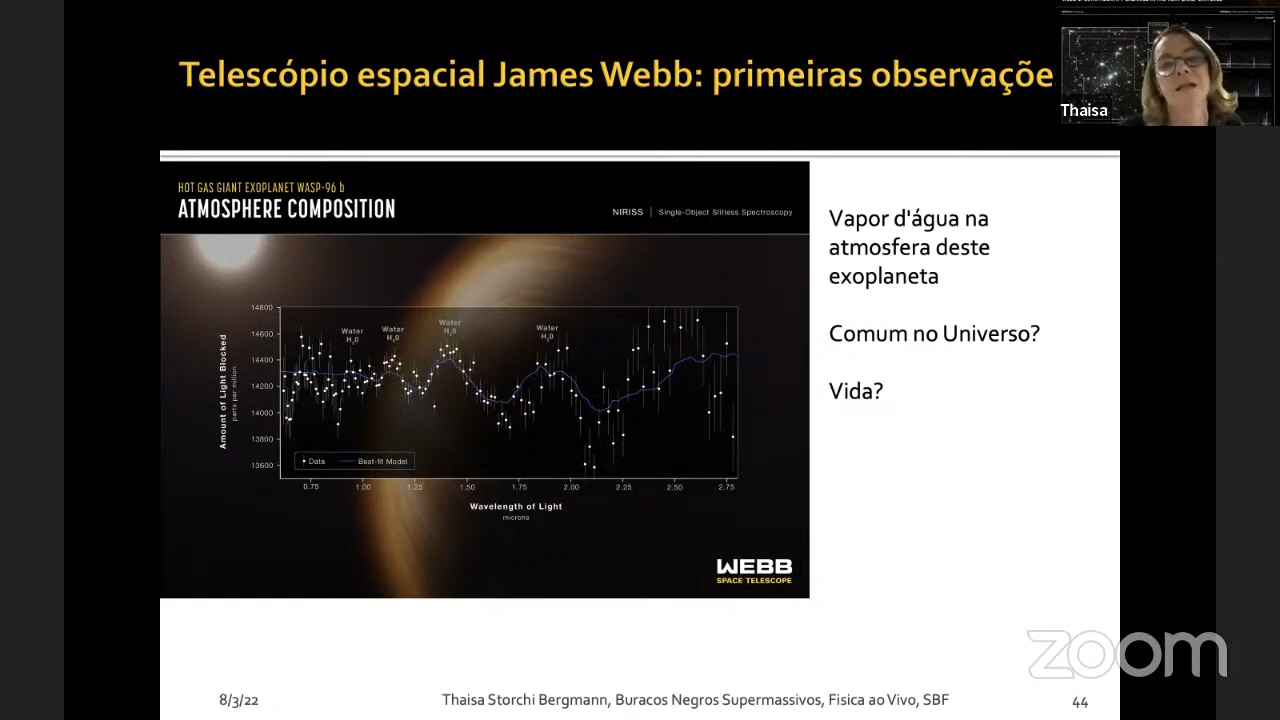 Telescópio espacial James Webb: primeiras observaçõe
Thaisa
HOT GAS GIANT EXOPLANET WASP-96 b
ATMOSPHERE COMPOSITION
NIRISS | Single-Object Slitless Spectroscopy
Vapor d'água na
atmosfera deste
exoplaneta
Comum no Universo?
Vida?
Amount of Light Blocked
parts per million
14800
14600
14400
14200
14000
13800
13600
Water
H₂O
Water
H₂O
Water
H₂O
Water
H₂O
Data
Best-fit Model
0.75 1.00 1.25 1.50 1.75 2.00 2.25 2.50 2.75
Wavelength of Light
microns
WEBB
SPACE TELESCOPE
zoom
8/3/22
Thaisa Storchi Bergmann, Buracos Negros Supermassivos, Fisica ao Vivo, SBF
44